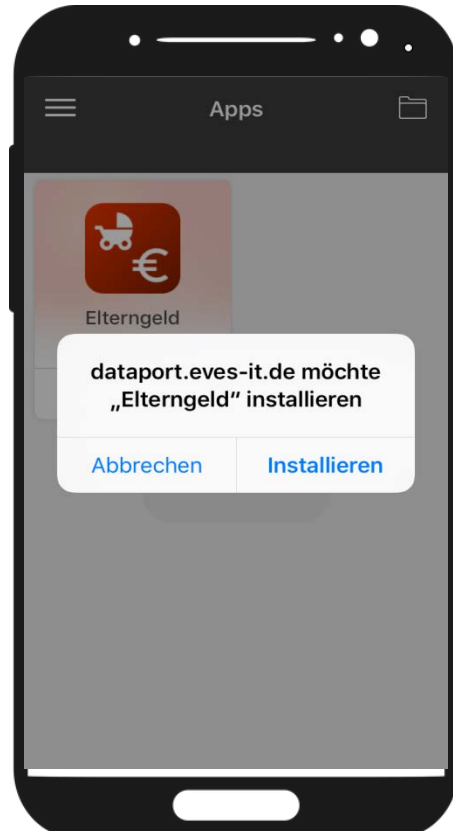 Apps
€
Elterngeld
dataport.eves-it.de möchte
„Elterngeld“ installieren
Abbrechen Installieren